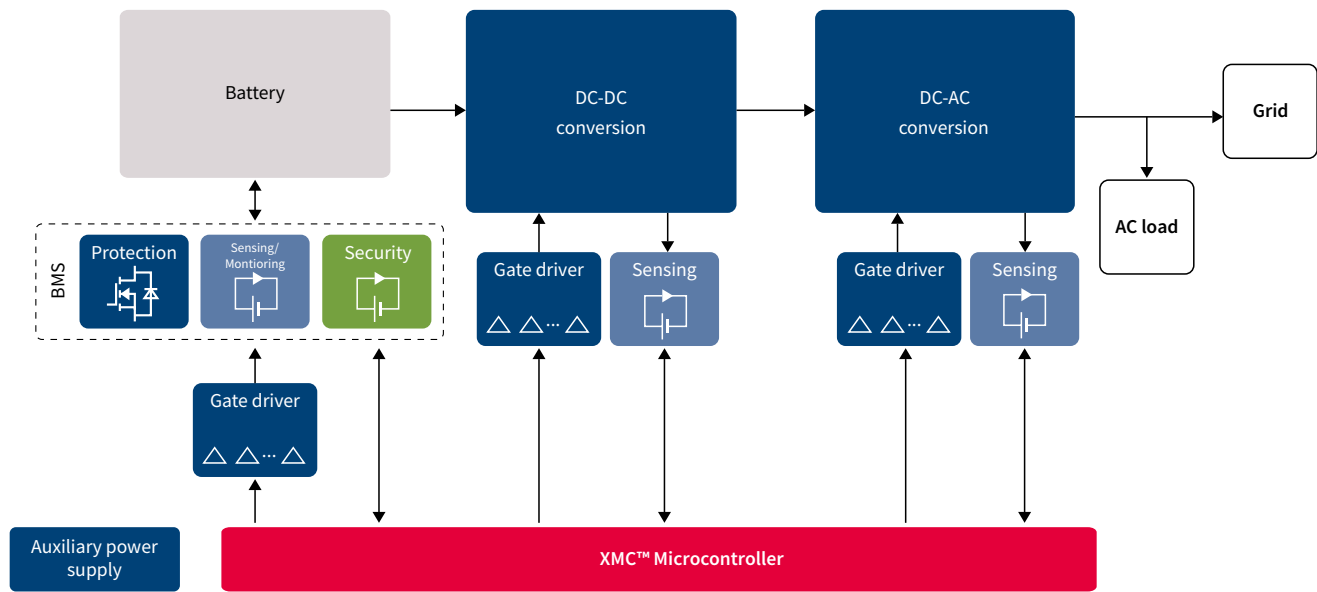 Battery
DC-DC
conversion
DC-AC
conversion
Grid
AC load
BMS
Protection
Sensing/
Montioring
Security
Gate driver
...
Sensing
Gate driver
...
Sensing
Gate driver
...
Auxiliary power
supply
XMC™ Microcontroller